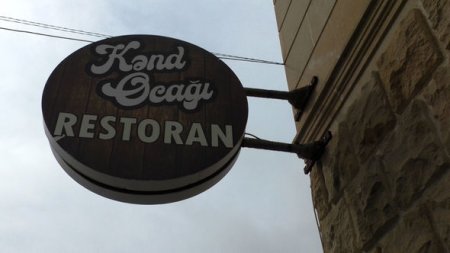 Kənd
Ocağı
RESTORAN